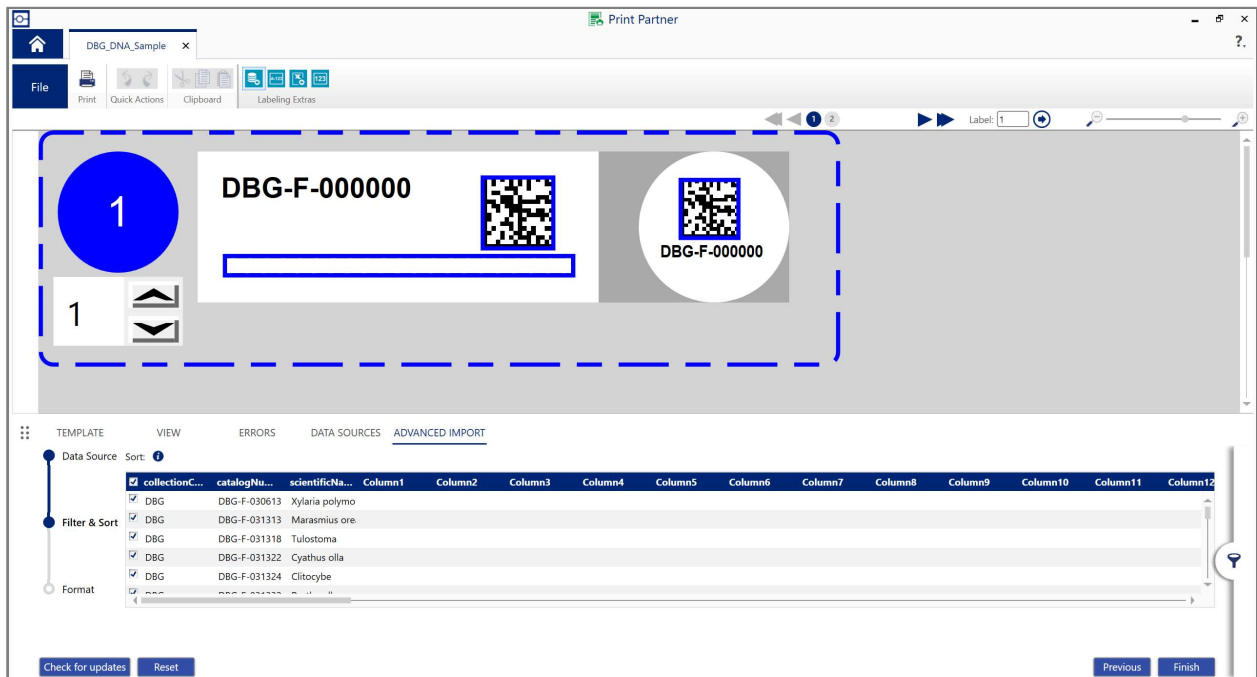 Print Partner
DBG_DNA_Sample
?.
File
Print Quick Actions Clipboard Labeling Extras
A-123 123
1 2 Label: 1
1
DBG-F-000000
DBG-F-000000
1
TEMPLATE VIEW ERRORS DATA SOURCES ADVANCED IMPORT
Data Source Sort:
collectionC... catalogNu... scientificNa... Column1 Column2 Column3 Column4 Column5 Column6 Column7 Column8 Column9 Column10 Column11 Column12
DBG DBG-F-030613 Xylaria polymo
Filter & Sort DBG DBG-F-031313 Marasmius ore
DBG DBG-F-031318 Tulostoma
DBG DBG-F-031322 Cyathus olla
DBG DBG-F-031324 Clitocybe
Format
Check for updates Reset Previous Finish